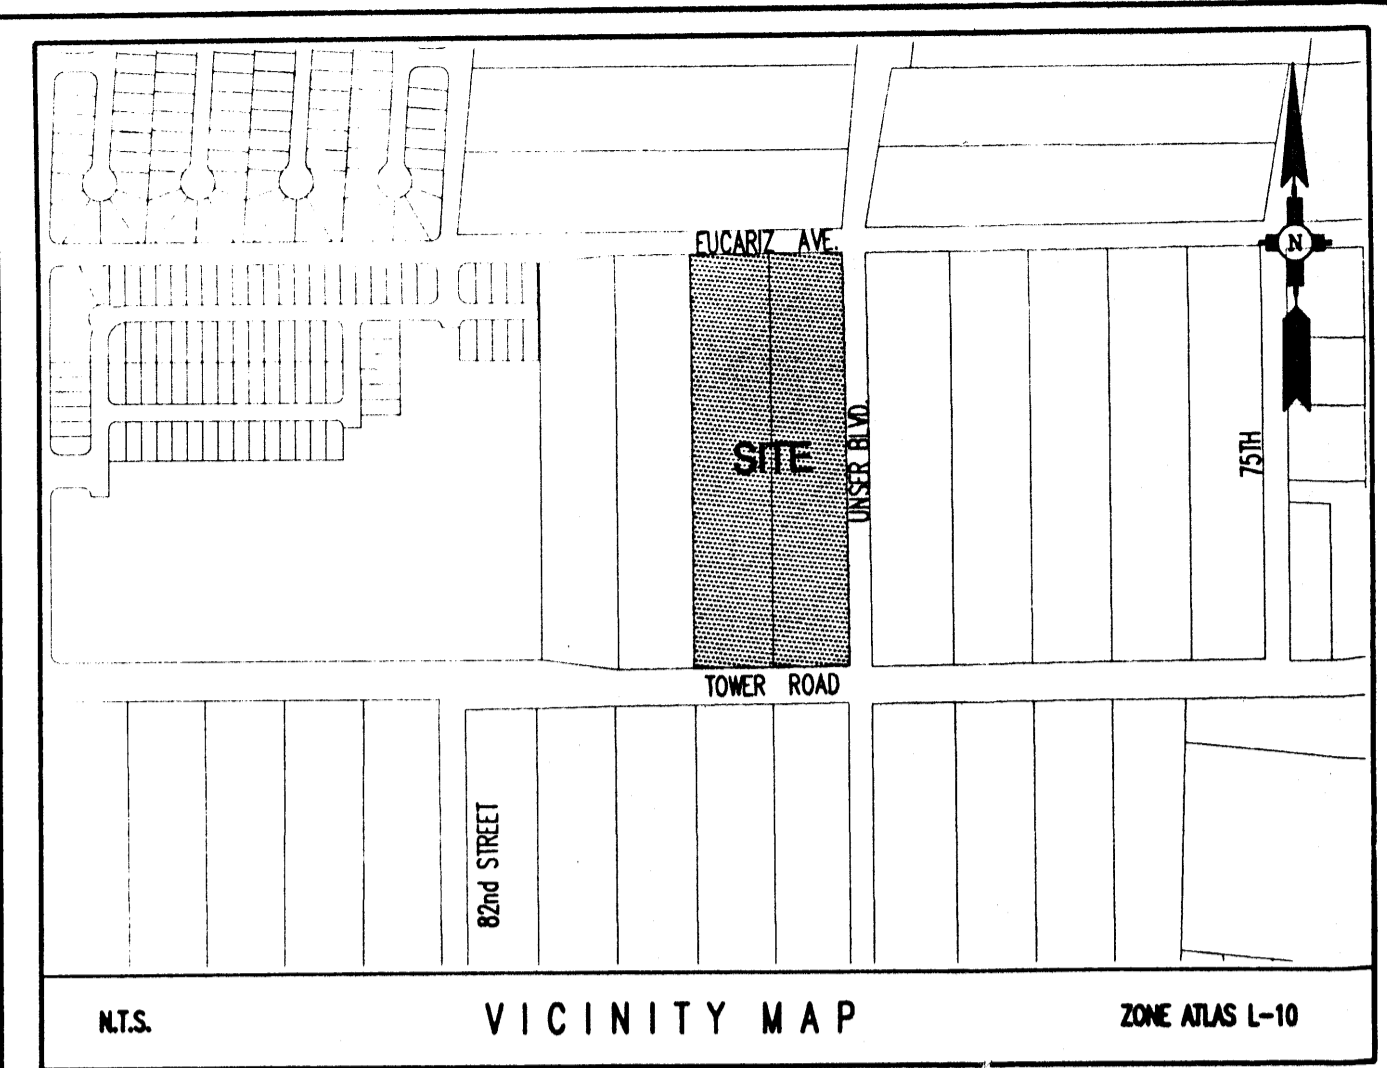 EUCARIZ AVE.
N
SITE
UNSER BLVD.
75TH
TOWER ROAD
82nd STREET
N.T.S.
VICINITY MAP
ZONE ATLAS L-10